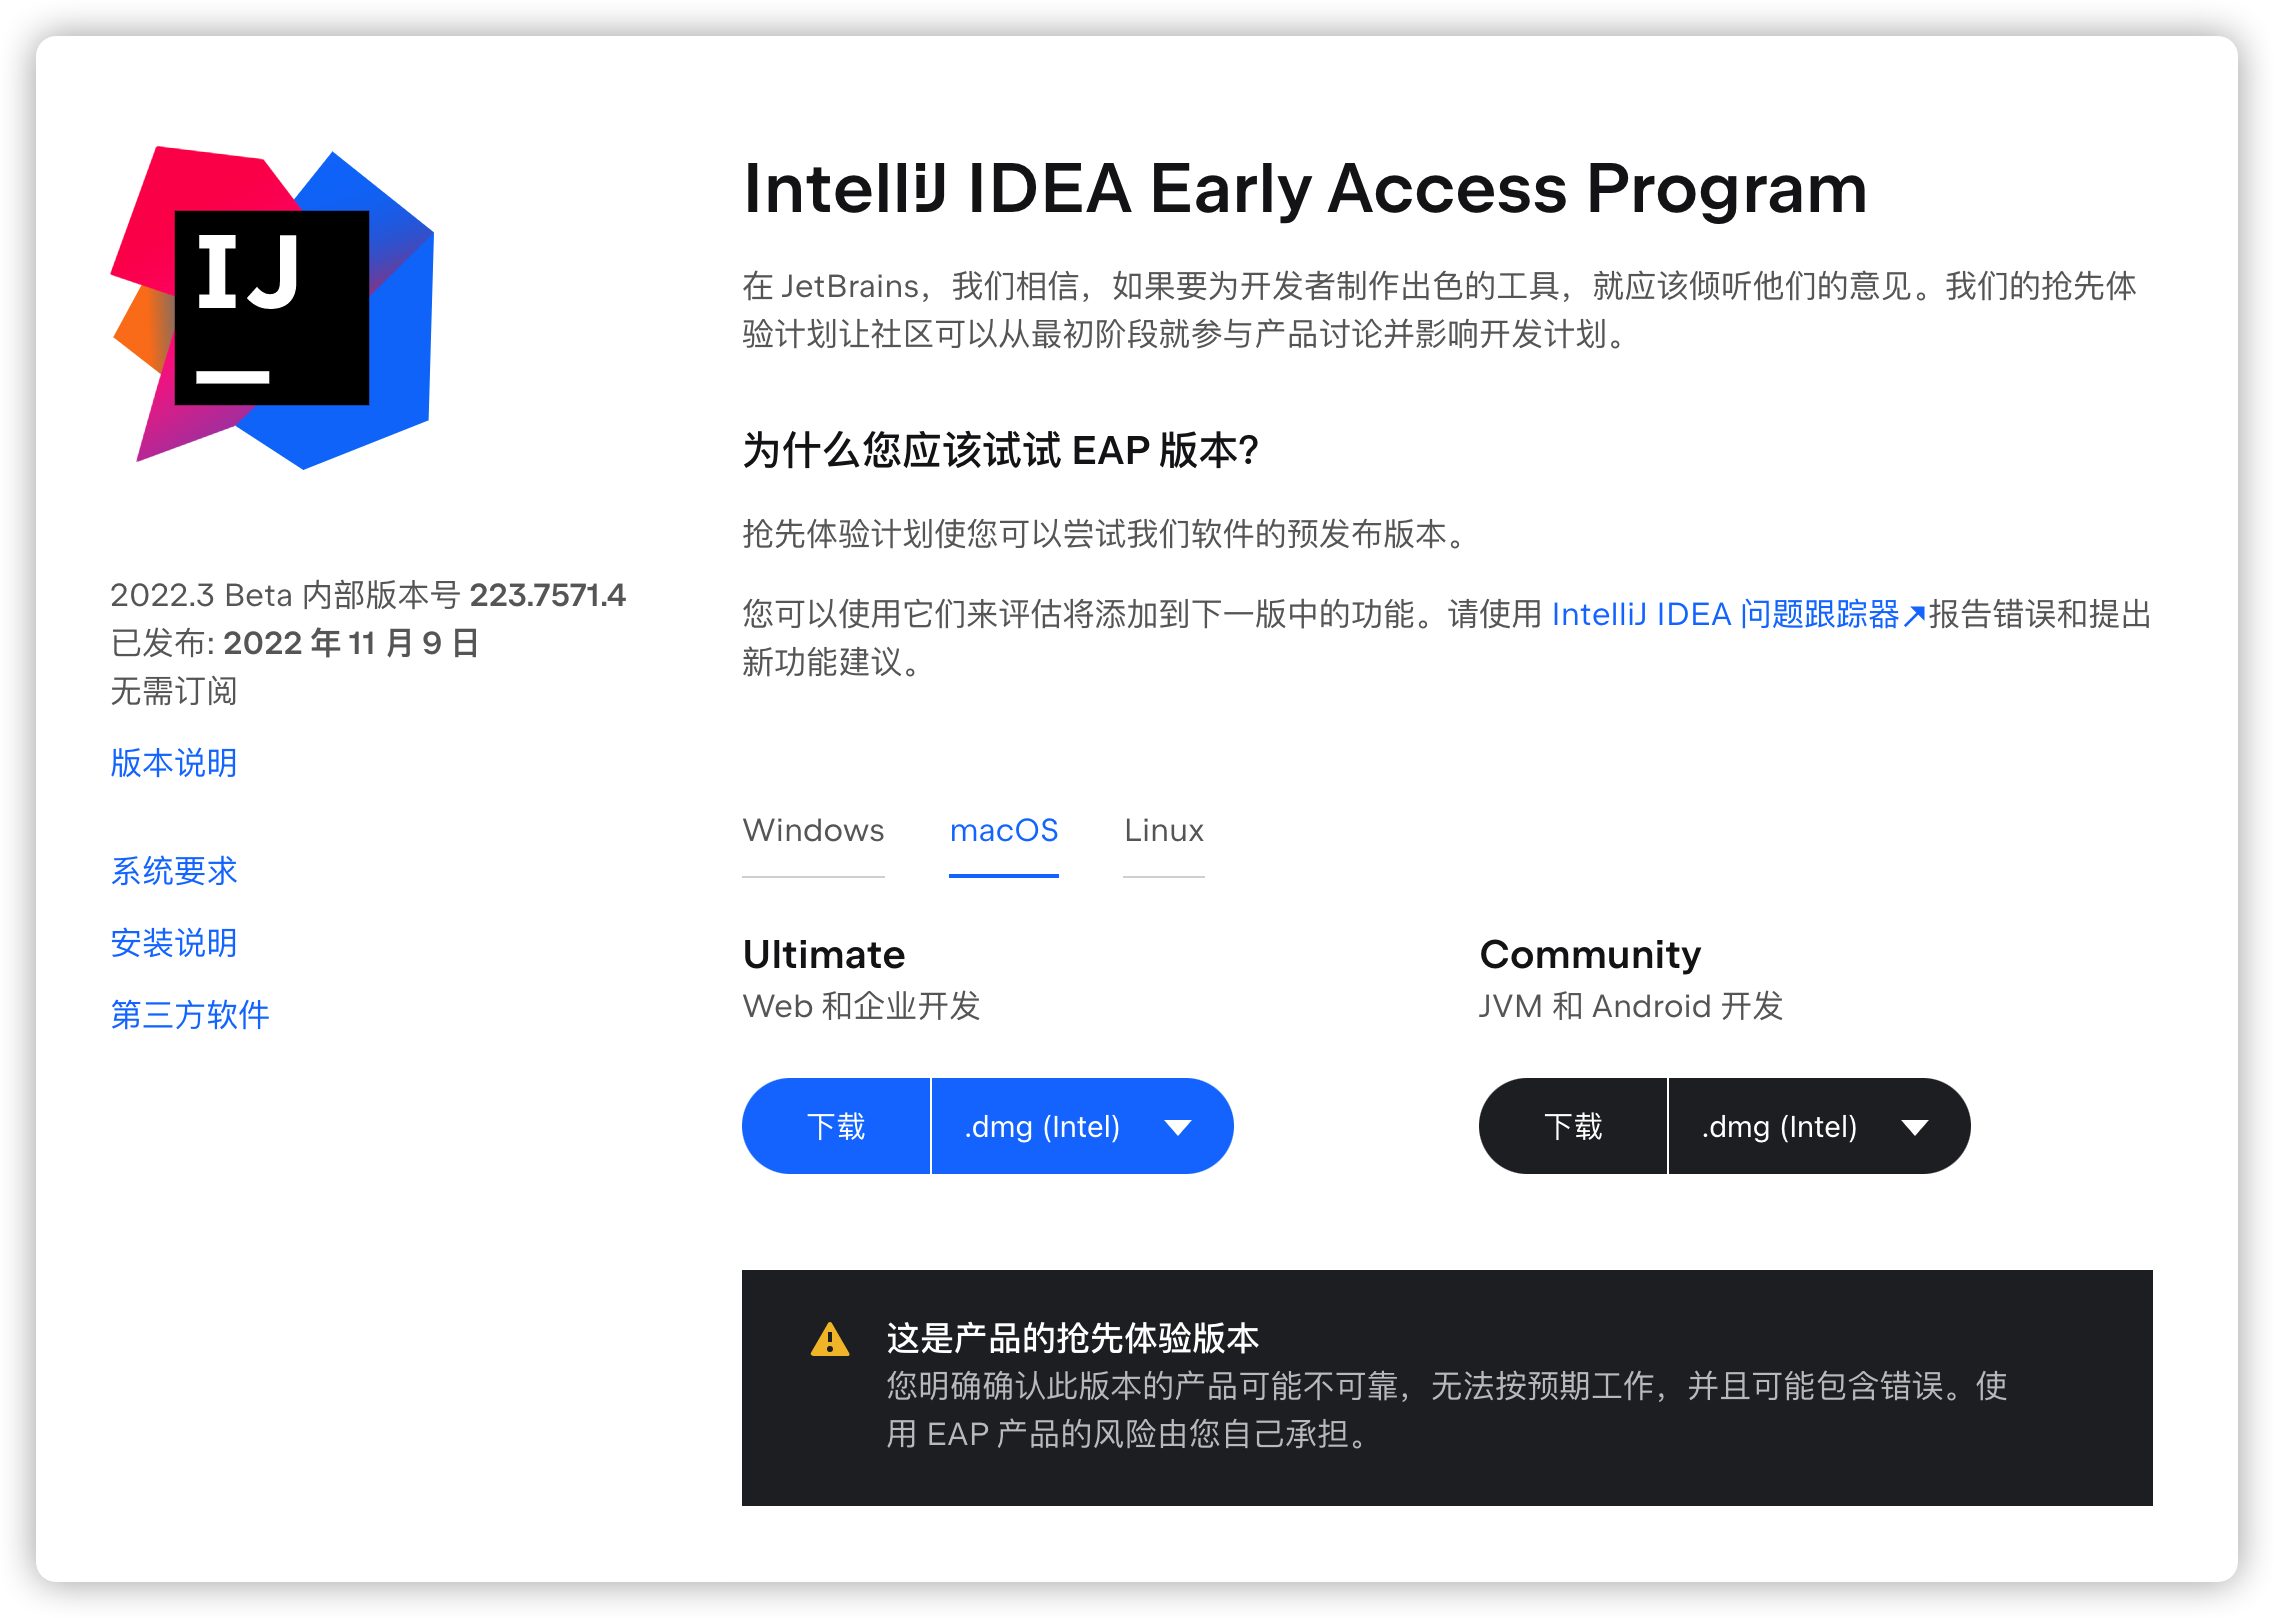 IJ
IntelliJ IDEA Early Access Program
在 JetBrains，我们相信，如果要为开发者制作出色的工具，就应该倾听他们的意见。我们的抢先体
验计划让社区可以从最初阶段就参与产品讨论并影响开发计划。
为什么您应该试试 EAP 版本?
抢先体验计划使您可以尝试我们软件的预发布版本。
您可以使用它们来评估将添加到下一版中的功能。请使用 IntelliJ IDEA 问题跟踪器↗报告错误和提出
新功能建议。
2022.3 Beta 内部版本号 223.7571.4
已发布: 2022 年 11 月 9 日
无需订阅
版本说明
系统要求
安装说明
第三方软件
Windows macOS Linux
Ultimate
Web 和企业开发
下载 .dmg (Intel)
Community
JVM 和 Android 开发
下载 .dmg (Intel)
这是产品的抢先体验版本
您明确确认此版本的产品可能不可靠，无法按预期工作，并且可能包含错误。使
用 EAP 产品的风险由您自己承担。